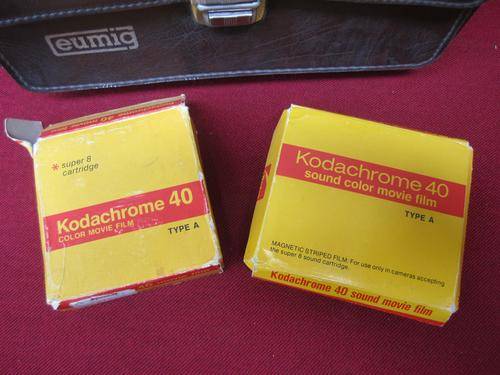 eumig
* super 8
cartridge
Kodachrome 40
COLOR MOVIE FILM
TYPE A
Kodachrome 40
sound color movie film
TYPE A
MAGNETIC STRIPED FILM: For use only in cameras accepting
the super 8 sound cartridge.
Kodachrome 40 sound movie film